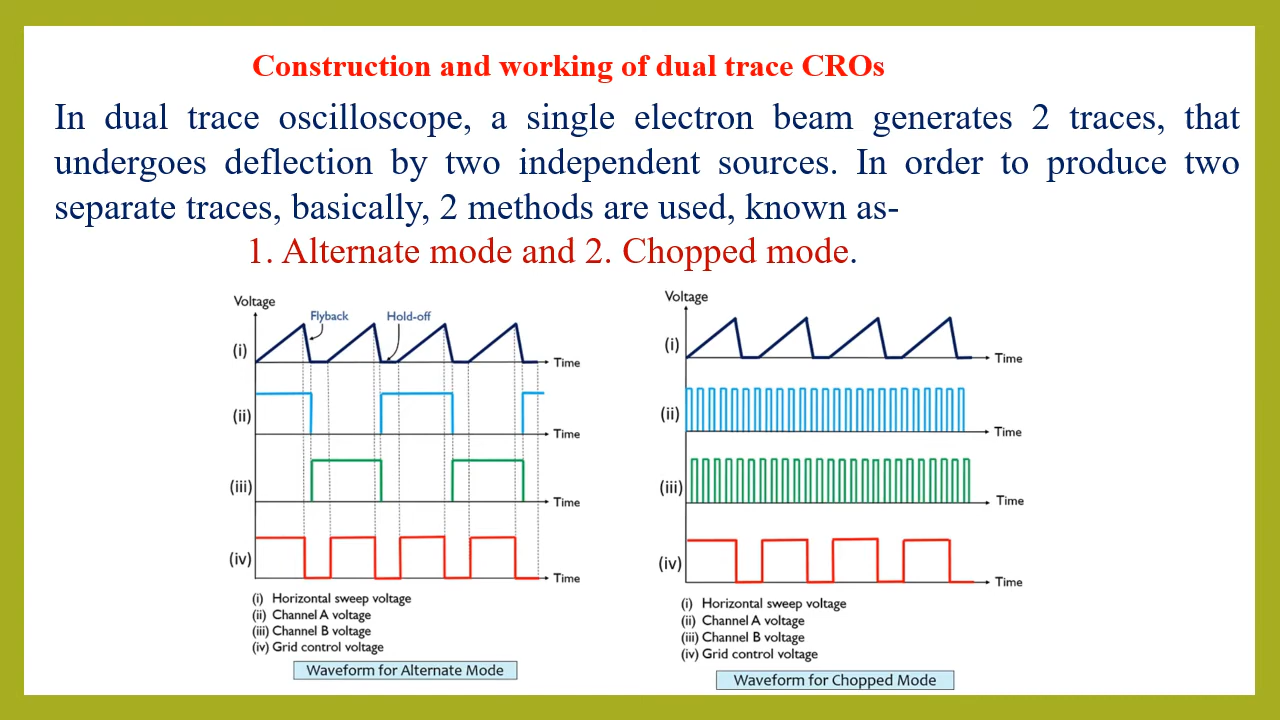 Construction and working of dual trace CROs
In dual trace oscilloscope, a single electron beam generates 2 traces, that
undergoes deflection by two independent sources. In order to produce two
separate traces, basically, 2 methods are used, known as-
1. Alternate mode and 2. Chopped mode.
Voltage
Flyback
Hold-off
(i)
Time
(ii)
Time
(iii)
Time
(iv)
Time
(i) Horizontal sweep voltage
(ii) Channel A voltage
(iii) Channel B voltage
(iv) Grid control voltage
Waveform for Alternate Mode
Voltage
(i)
Time
(ii)
Time
(iii)
Time
(iv)
Time
(i) Horizontal sweep voltage
(ii) Channel A voltage
(iii) Channel B voltage
(iv) Grid control voltage
Waveform for Chopped Mode